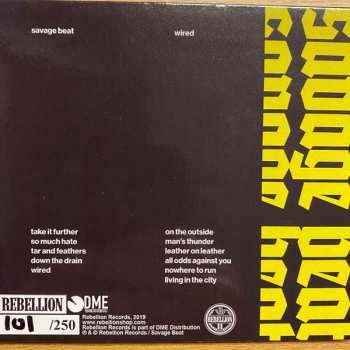 savage beat
wired
savage beat
take it further
so much hate
tar and feathers
down the drain
wired
on the outside
man's thunder
leather on leather
all odds against you
nowhere to run
living in the city
REBELLION
DME
101 /250
Rebellion Records, 2019
www.rebellionshop.com
Rebellion Records is part of DME Distribution
℗ & © Rebellion Records / Savage Beat
REBELLION